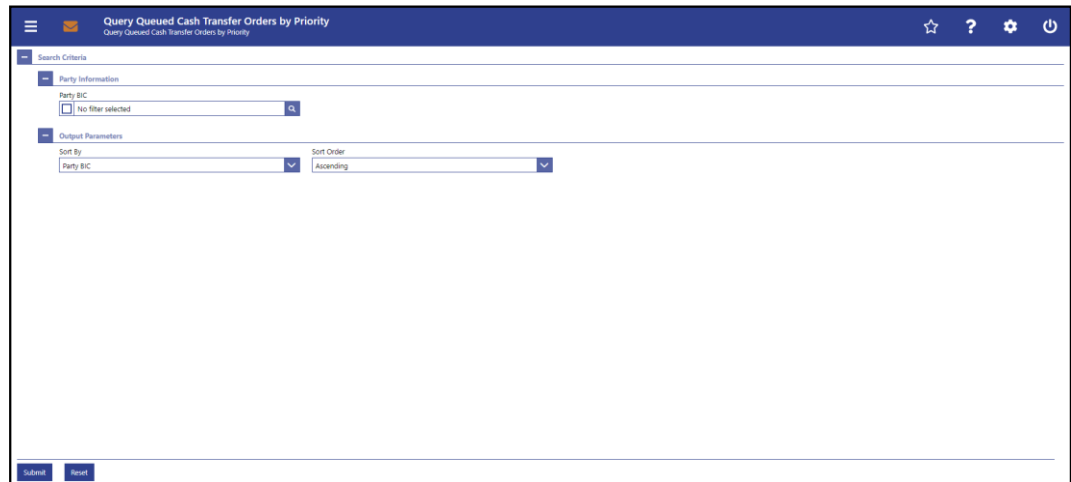 Query Queued Cash Transfer Orders by Priority
Query Queued Cash Transfer Orders by Priority
Search Criteria
Party Information
Party BIC
No filter selected
Output Parameters
Sort By Sort Order
Party BIC Ascending
Submit Reset